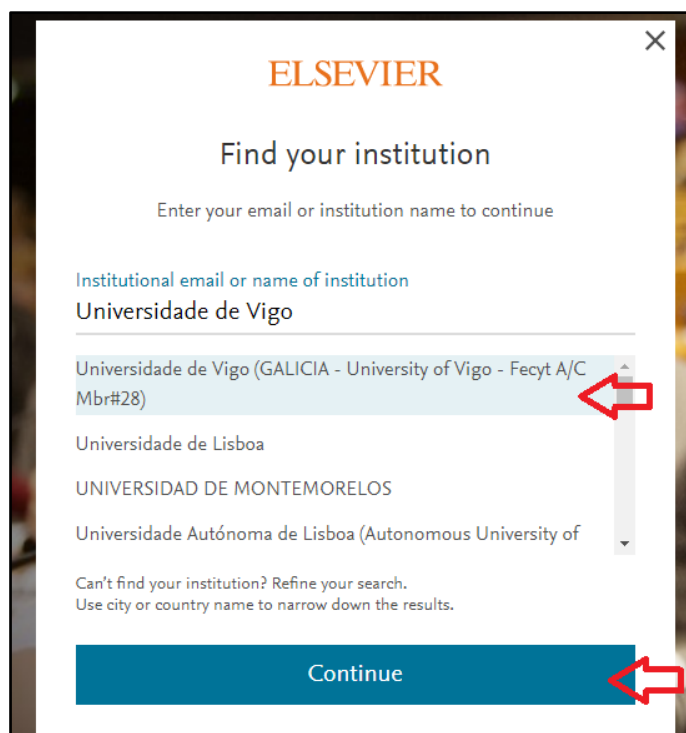 ELSEVIER
Find your institution
Enter your email or institution name to continue
Institutional email or name of institution
Universidade de Vigo
Universidade de Vigo (GALICIA - University of Vigo - Fecyt A/C
Mbr#28)
Universidade de Lisboa
UNIVERSIDAD DE MONTEMORELOS
Universidade Autónoma de Lisboa (Autonomous University of
Can't find your institution? Refine your search.
Use city or country name to narrow down the results.
Continue